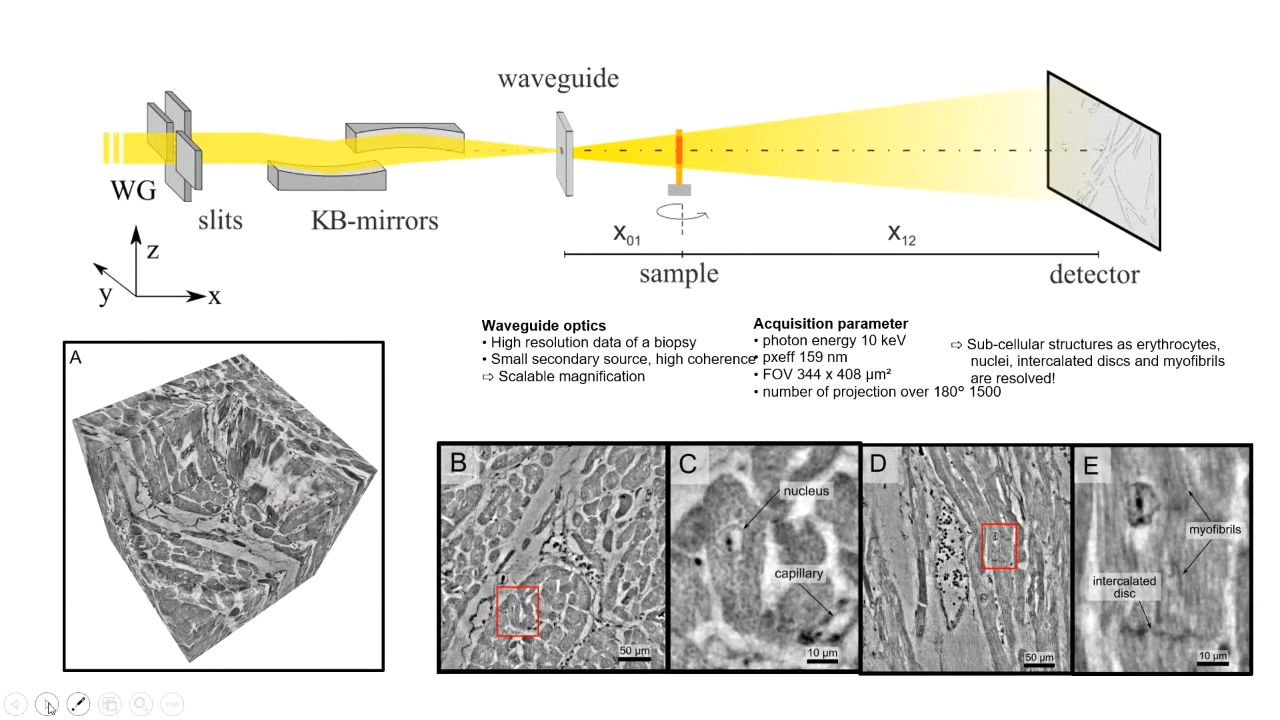 waveguide
WG
slits
KB-mirrors
x01
x12
sample
detector
z
y
x
Waveguide optics
• High resolution data of a biopsy
• Small secondary source, high coherence
⇨ Scalable magnification
Acquisition parameter
• photon energy 10 keV
• pxeff 159 nm
• FOV 344 x 408 µm²
• number of projection over 180° 1500
⇨ Sub-cellular structures as erythrocytes,
nuclei, intercalated discs and myofibrils
are resolved!
A
B
50 µm
C
nucleus
capillary
10 µm
D
50 µm
E
myofibrils
intercalated
disc
10 µm